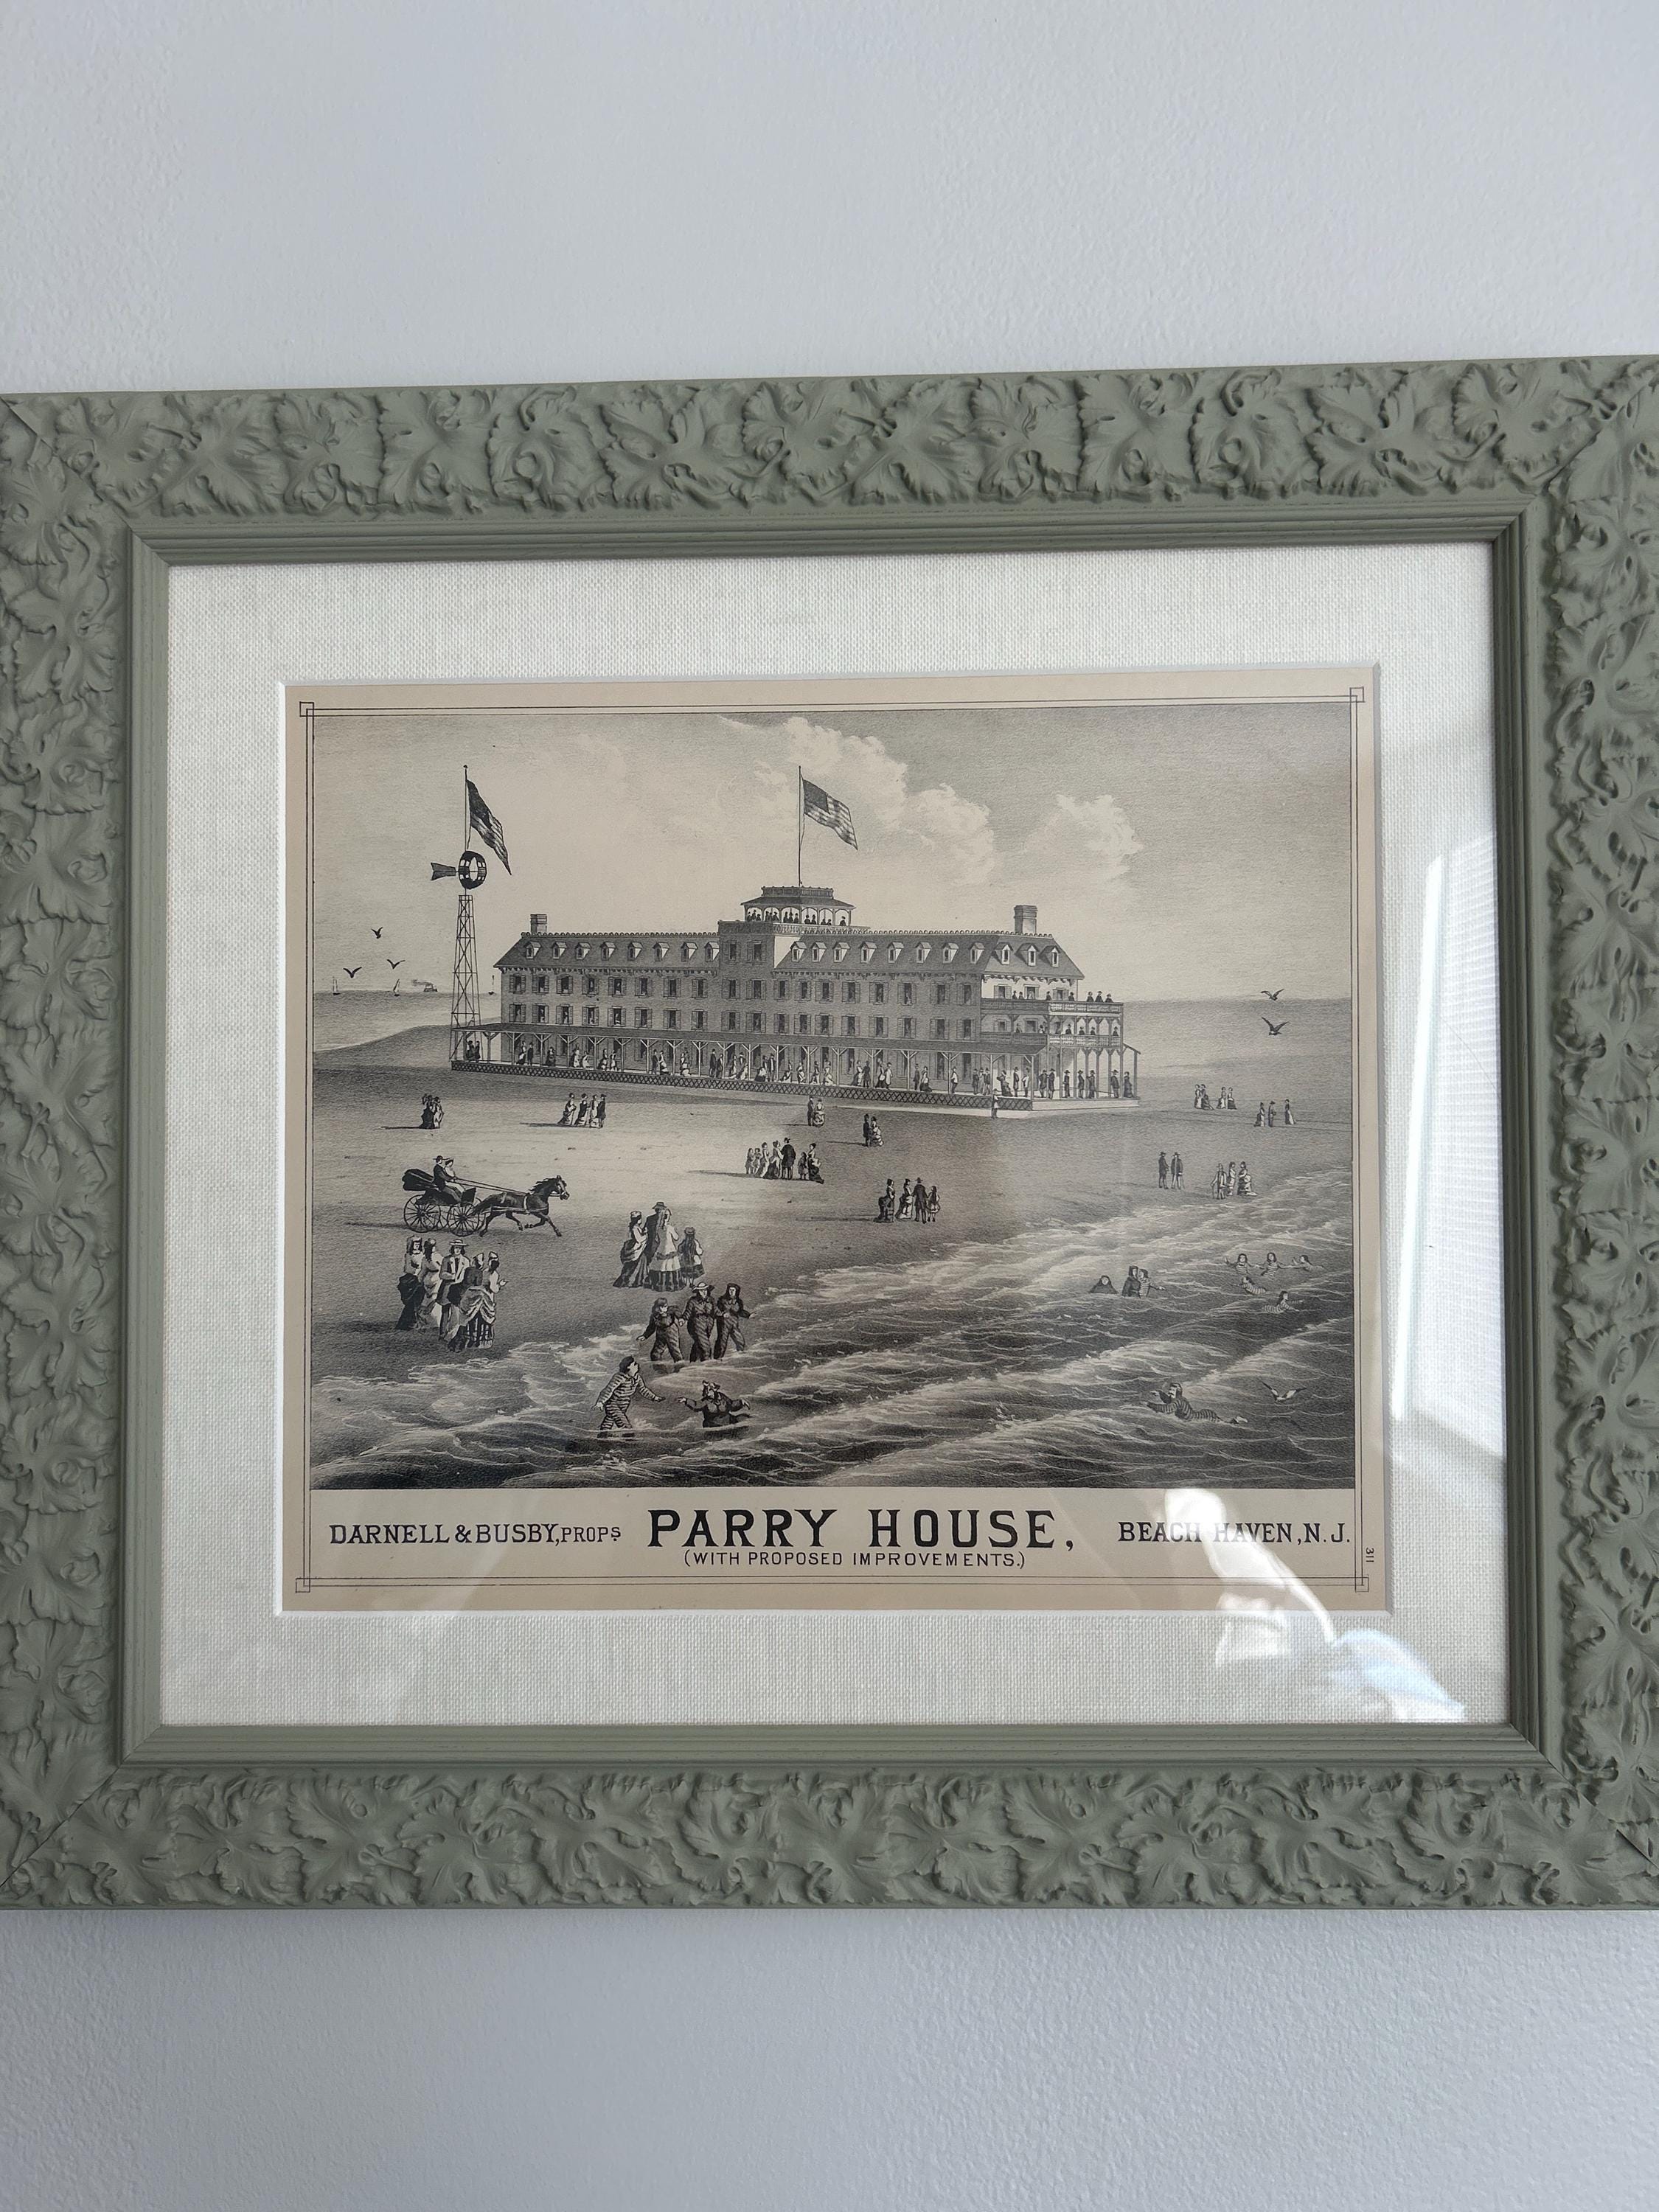 DARNELL & BUSBY, PROPS PARRY HOUSE, BEACH HAVEN, N.J.
(WITH PROPOSED IMPROVEMENTS.)
311